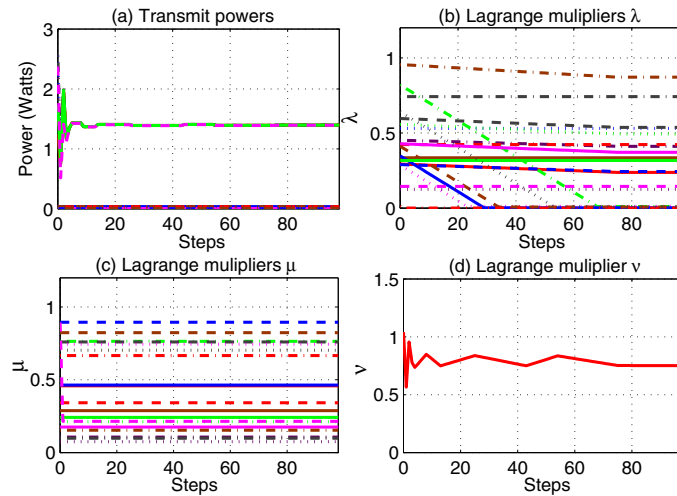 (a) Transmit powers
3
2
1
0
Power (Watts)
0 20 40 60 80
Steps
(b) Lagrange mulipliers λ
1
0.5
0
λ
0 20 40 60 80
Steps
(c) Lagrange mulipliers μ
1
0.5
0
μ
0 20 40 60 80
Steps
(d) Lagrange muliplier ν
1.5
1
0.5
0
ν
0 20 40 60 80
Steps